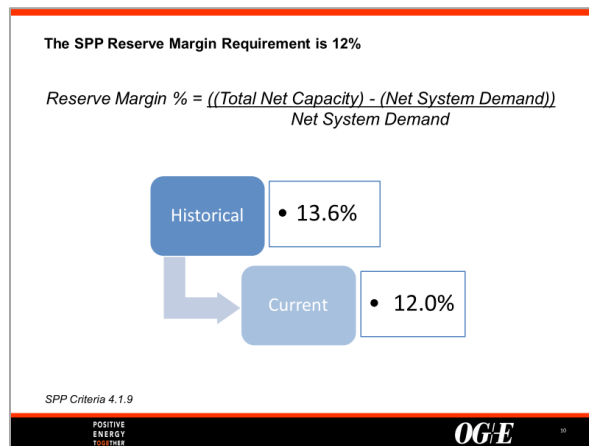 The SPP Reserve Margin Requirement is 12%
Reserve Margin % = ((Total Net Capacity) - (Net System Demand))
Net System Demand
Historical
• 13.6%
Current
• 12.0%
SPP Criteria 4.1.9
POSITIVE
ENERGY
TOGETHER
OG/E
10